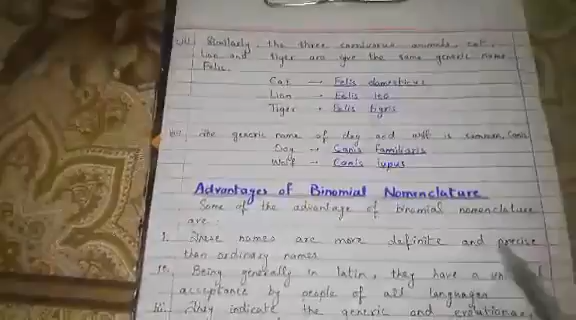 vii) Similarly, the three carnivorous animals, cat,
lion and tiger are give the same generic name
Felis.
Cat → Felis domesticus
Lion - Felis leo
Tiger - Felis tigris
The generic name of dog and wolf is common, Canis
Dog → Canis Familiaris
Wolf → Canis lupus
Advantages of Binomial Nomenclature
Some of the advantage of binomial nomenclature
are
i. These names are more definite and precise
than ordinary names.
ii. Being generally in latin, they have a
acceptance by people of all languages
iii. They indicate the generic and